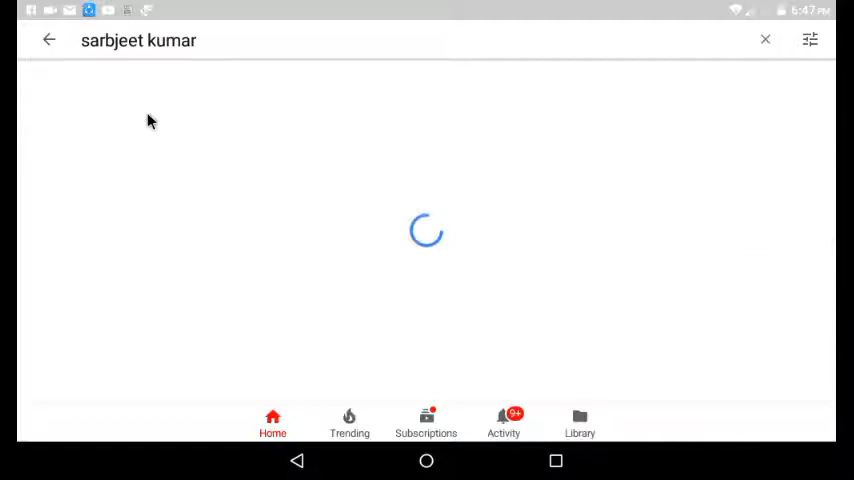 6:47 PM
sarbjeet kumar
9+
Home
Trending
Subscriptions
Activity
Library